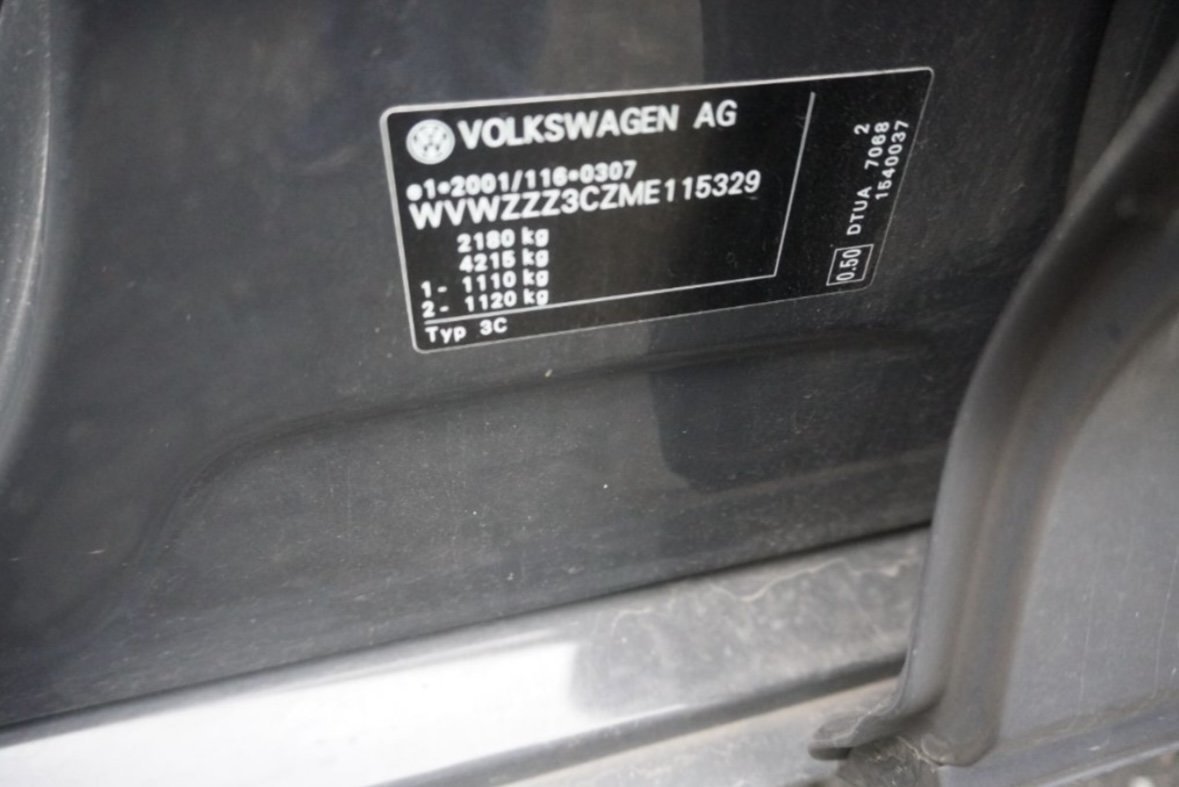 VOLKSWAGEN AG
e1*2001/116*0307
WVWZZZ3CZME115329
2180 kg
4215 kg
1- 1110 kg
2- 1120 kg
Typ 3C
0.50 DTUA 7068 2
1540037